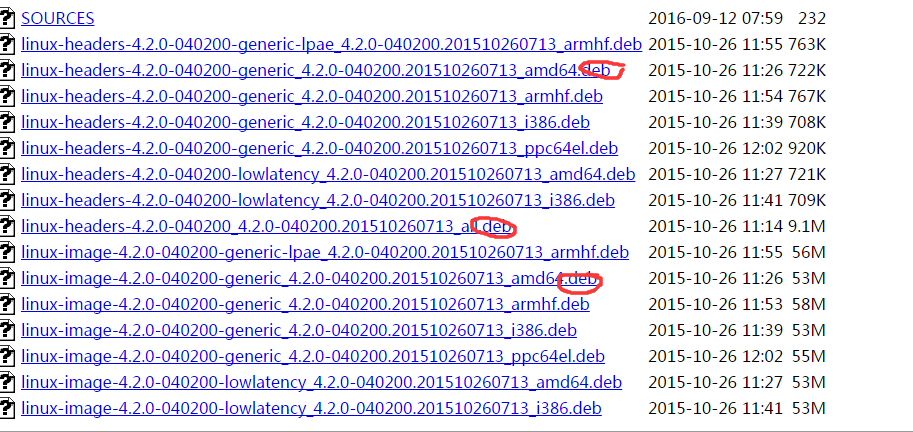 SOURCES 2016-09-12 07:59 232
linux-headers-4.2.0-040200-generic-lpae_4.2.0-040200.201510260713_armhf.deb 2015-10-26 11:55 763K
linux-headers-4.2.0-040200-generic_4.2.0-040200.201510260713_amd64.deb 2015-10-26 11:26 722K
linux-headers-4.2.0-040200-generic_4.2.0-040200.201510260713_armhf.deb 2015-10-26 11:54 767K
linux-headers-4.2.0-040200-generic_4.2.0-040200.201510260713_i386.deb 2015-10-26 11:39 708K
linux-headers-4.2.0-040200-generic_4.2.0-040200.201510260713_ppc64el.deb 2015-10-26 12:02 920K
linux-headers-4.2.0-040200-lowlatency_4.2.0-040200.201510260713_amd64.deb 2015-10-26 11:27 721K
linux-headers-4.2.0-040200-lowlatency_4.2.0-040200.201510260713_i386.deb 2015-10-26 11:41 709K
linux-headers-4.2.0-040200_4.2.0-040200.201510260713_all.deb 2015-10-26 11:14 9.1M
linux-image-4.2.0-040200-generic-lpae_4.2.0-040200.201510260713_armhf.deb 2015-10-26 11:55 56M
linux-image-4.2.0-040200-generic_4.2.0-040200.201510260713_amd64.deb 2015-10-26 11:26 53M
linux-image-4.2.0-040200-generic_4.2.0-040200.201510260713_armhf.deb 2015-10-26 11:53 58M
linux-image-4.2.0-040200-generic_4.2.0-040200.201510260713_i386.deb 2015-10-26 11:39 53M
linux-image-4.2.0-040200-generic_4.2.0-040200.201510260713_ppc64el.deb 2015-10-26 12:02 55M
linux-image-4.2.0-040200-lowlatency_4.2.0-040200.201510260713_amd64.deb 2015-10-26 11:27 53M
linux-image-4.2.0-040200-lowlatency_4.2.0-040200.201510260713_i386.deb 2015-10-26 11:41 53M